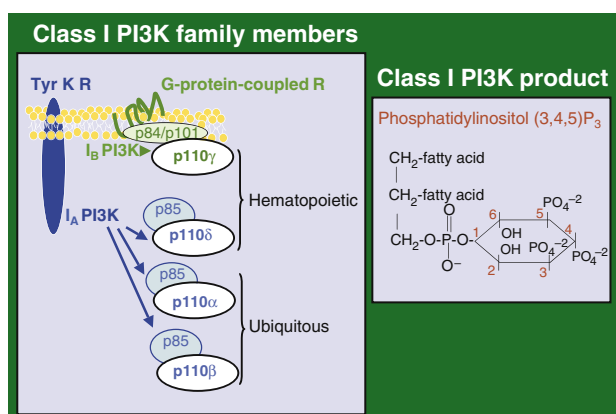 Class I PI3K family members
Tyr K R
G-protein-coupled R
p84/p101
I_B PI3K
p110γ
Hematopoietic
p85
I_A PI3K
p110δ
p85
p110α
Ubiquitous
p85
p110β
Class I PI3K product
Phosphatidylinositol (3,4,5)P₃
CH₂-fatty acid
CH₂-fatty acid
CH₂-O-P-O-
O
O⁻
1
6
5
4
3
2
OH
OH
PO₄⁻²
PO₄⁻²
PO₄⁻²